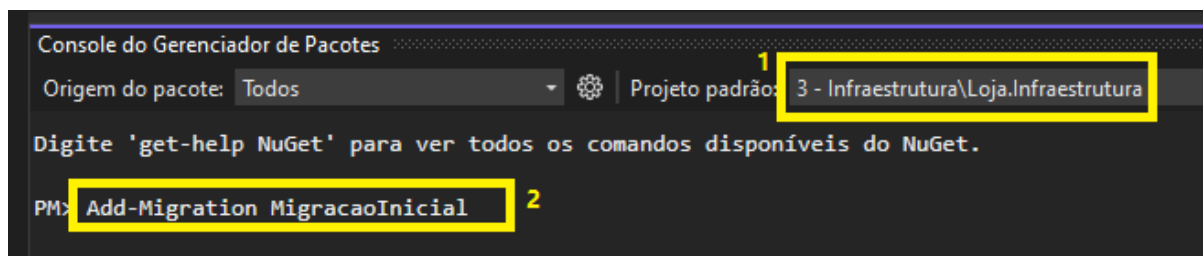 Console do Gerenciador de Pacotes
1
Origem do pacote: Todos Projeto padrão: 3 - Infraestrutura\Loja.Infraestrutura
Digite 'get-help NuGet' para ver todos os comandos disponíveis do NuGet.
PM> Add-Migration MigracaoInicial 2